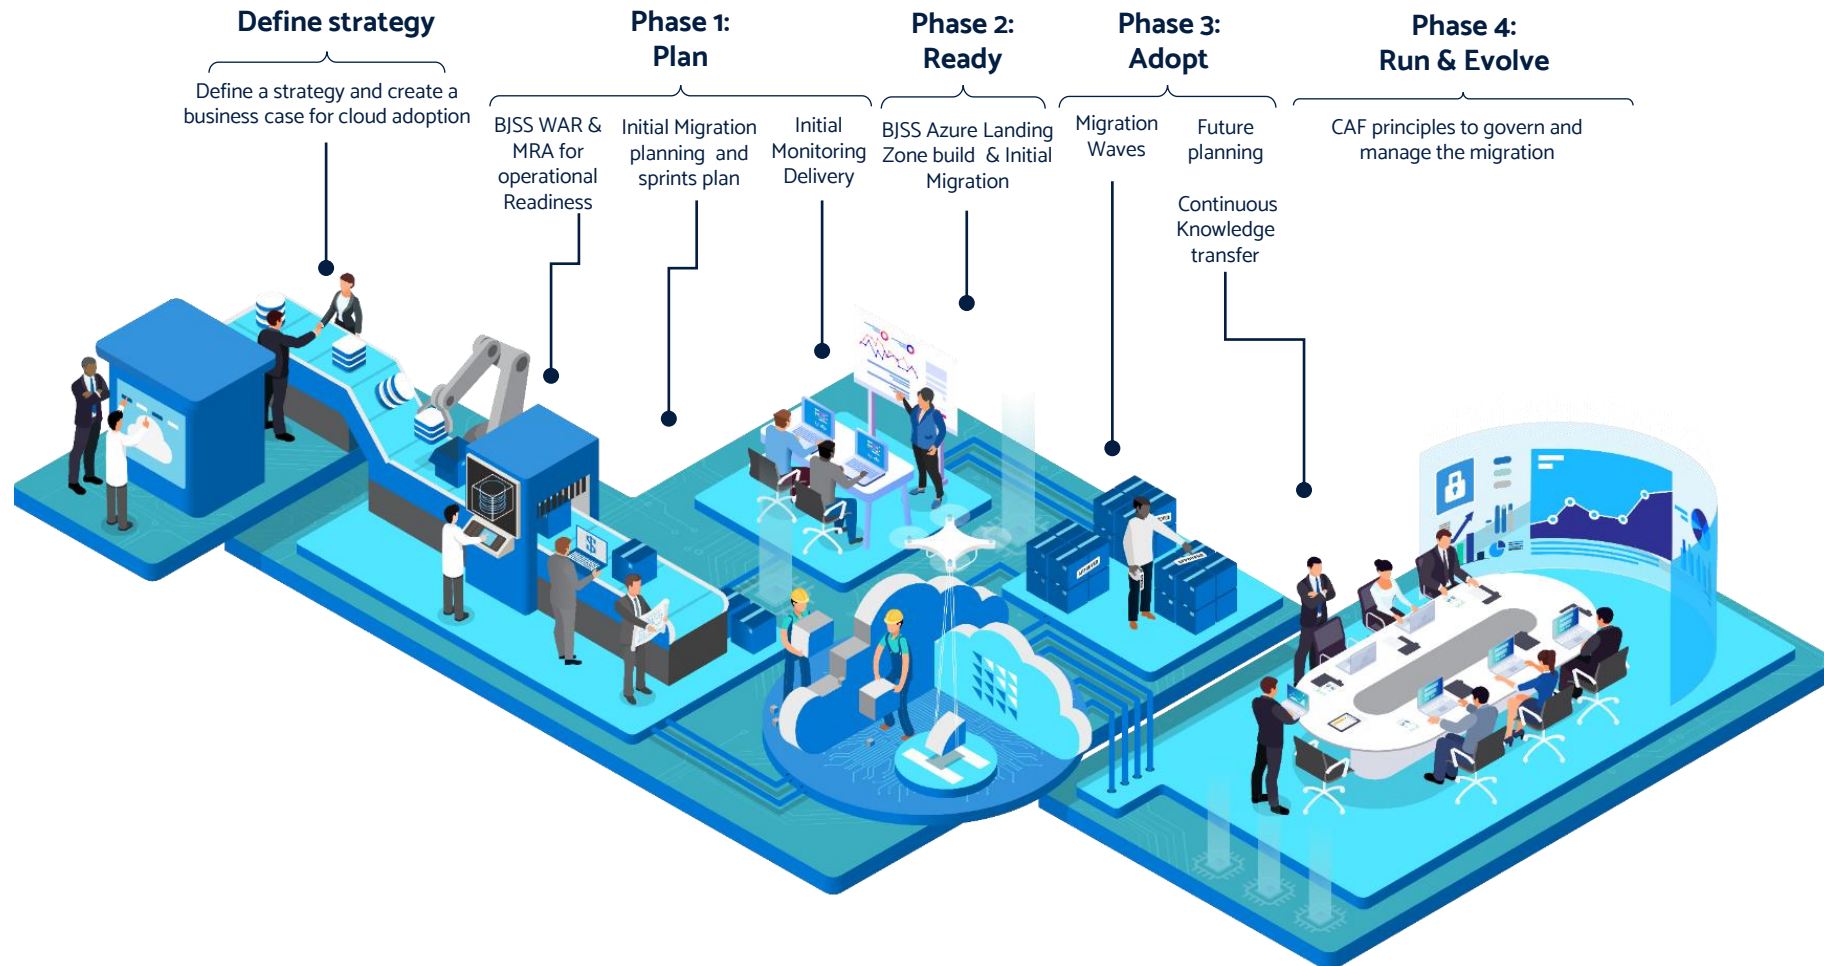 Define strategy
Define a strategy and create a
business case for cloud adoption
Phase 1:
Plan
BJSS WAR &
MRA for
operational
Readiness
Initial Migration
planning and
sprints plan
Initial
Monitoring
Delivery
Phase 2:
Ready
BJSS Azure Landing
Zone build & Initial
Migration
Phase 3:
Adopt
Migration
Waves
Future
planning
Continuous
Knowledge
transfer
Phase 4:
Run & Evolve
CAF principles to govern and
manage the migration
$